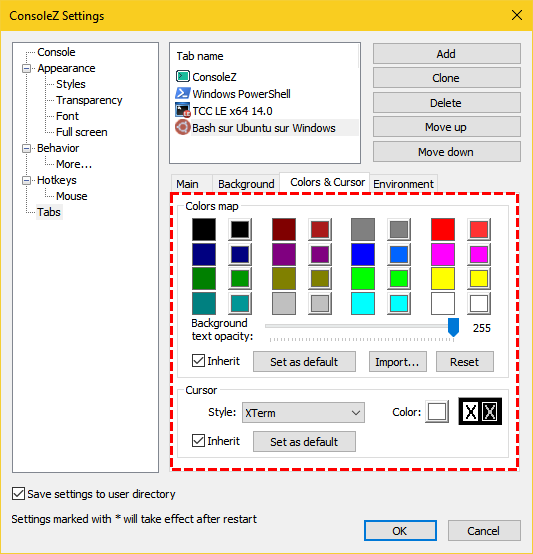 ConsoleZ Settings
Console
Appearance
Styles
Transparency
Font
Full screen
Behavior
More...
Hotkeys
Mouse
Tabs
Tab name
ConsoleZ
Windows PowerShell
TCC LE x64 14.0
Bash sur Ubuntu sur Windows
Add
Clone
Delete
Move up
Move down
Main Background Colors & Cursor Environment
Colors map
Background
text opacity: 255
Inherit Set as default Import... Reset
Cursor
Style: XTerm Color: X X
Inherit Set as default
Save settings to user directory
Settings marked with * will take effect after restart
OK Cancel